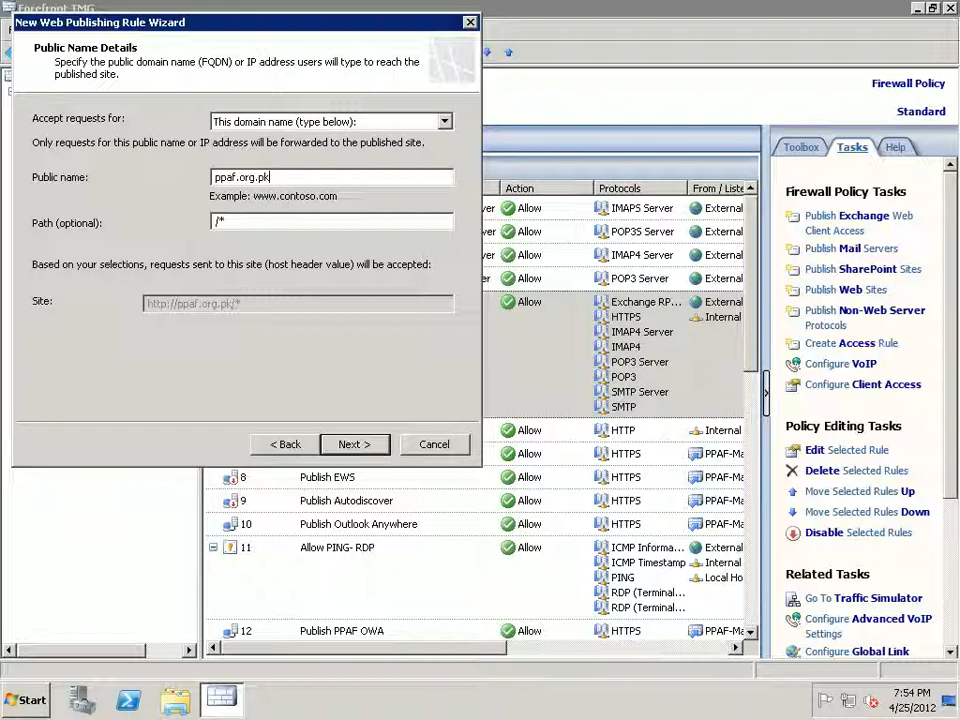 Forefront TMG
New Web Publishing Rule Wizard
Public Name Details
Specify the public domain name (FQDN) or IP address users will type to reach the
published site.
Accept requests for:
This domain name (type below):
Only requests for this public name or IP address will be forwarded to the published site.
Public name:
ppaf.org.pk
Example: www.contoso.com
Path (optional):
/*
Based on your selections, requests sent to this site (host header value) will be accepted:
Site:
http://ppaf.org.pk/*
< Back
Next >
Cancel
Firewall Policy
Standard
Action
Protocols
From / Liste
ver
Allow
IMAPS Server
External
ver
Allow
POP3S Server
External
er
Allow
IMAP4 Server
External
er
Allow
POP3 Server
External
Allow
Exchange RP...
External
HTTPS
Internal
IMAP4 Server
IMAP4
POP3 Server
POP3
SMTP Server
SMTP
Allow
HTTP
Internal
Allow
HTTPS
PPAF-Ma
8
Publish EWS
Allow
HTTPS
PPAF-Ma
9
Publish Autodiscover
Allow
HTTPS
PPAF-Ma
10
Publish Outlook Anywhere
Allow
HTTPS
PPAF-Ma
11
Allow PING- RDP
Allow
ICMP Informa...
External
ICMP Timestamp
Internal
PING
Local Ho
RDP (Terminal...
RDP (Terminal...
12
Publish PPAF OWA
Allow
HTTPS
PPAF-Ma
Toolbox
Tasks
Help
Firewall Policy Tasks
Publish Exchange Web
Client Access
Publish Mail Servers
Publish SharePoint Sites
Publish Web Sites
Publish Non-Web Server
Protocols
Create Access Rule
Configure VoIP
Configure Client Access
Policy Editing Tasks
Edit Selected Rule
Delete Selected Rules
Move Selected Rules Up
Move Selected Rules Down
Disable Selected Rules
Related Tasks
Go To Traffic Simulator
Configure Advanced VoIP
Settings
Configure Global Link
Start
7:54 PM
4/25/2012